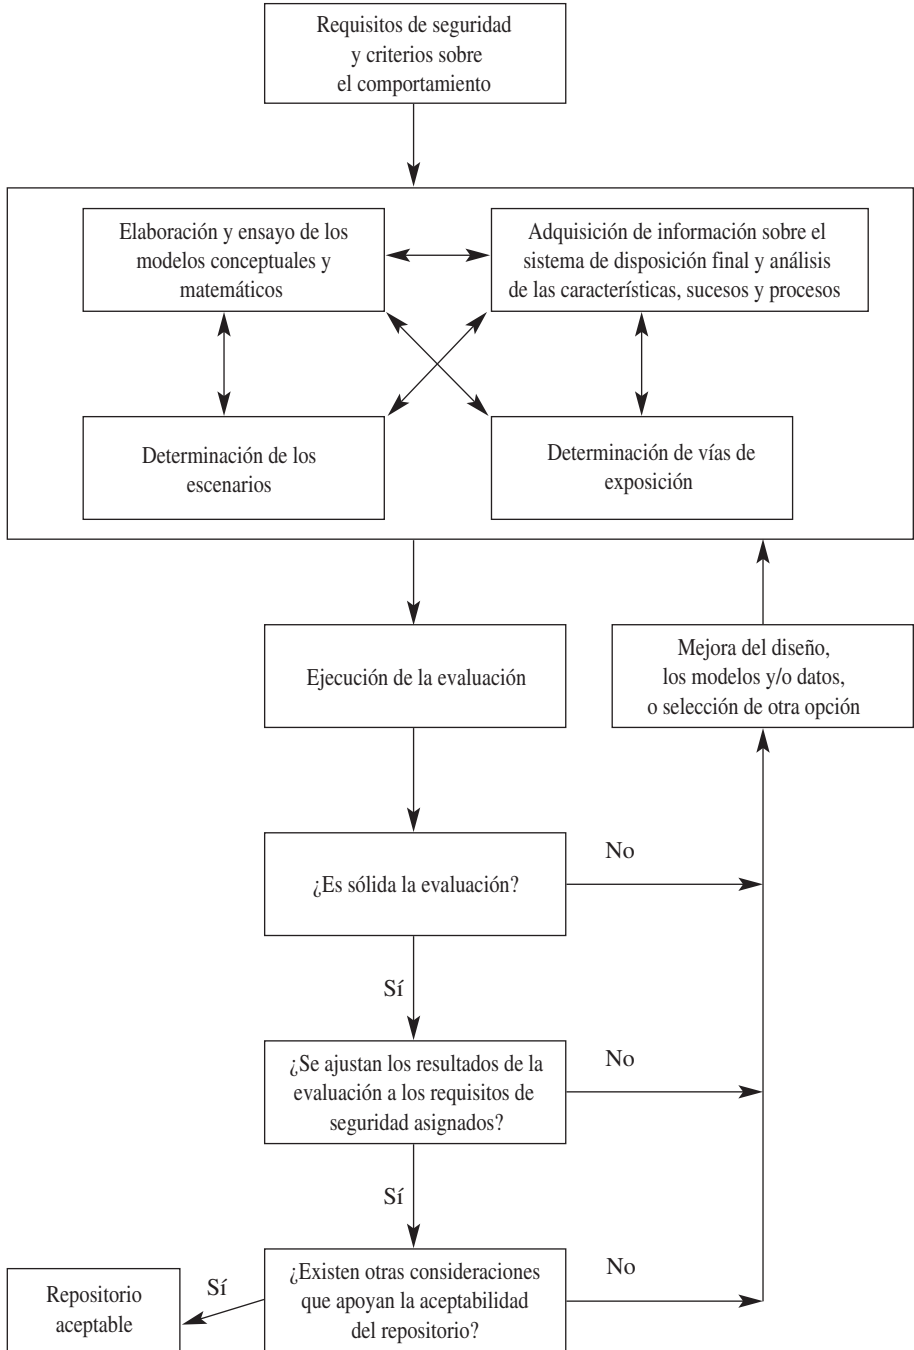 Requisitos de seguridad
y criterios sobre
el comportamiento
Elaboración y ensayo de los
modelos conceptuales y
matemáticos
Adquisición de información sobre el
sistema de disposición final y análisis
de las características, sucesos y procesos
Determinación de los
escenarios
Determinación de vías de
exposición
Ejecución de la evaluación
Mejora del diseño,
los modelos y/o datos,
o selección de otra opción
¿Es sólida la evaluación?
No
Sí
¿Se ajustan los resultados de la
evaluación a los requisitos de
seguridad asignados?
No
Sí
¿Existen otras consideraciones
que apoyan la aceptabilidad
del repositorio?
No
Sí
Repositorio
aceptable